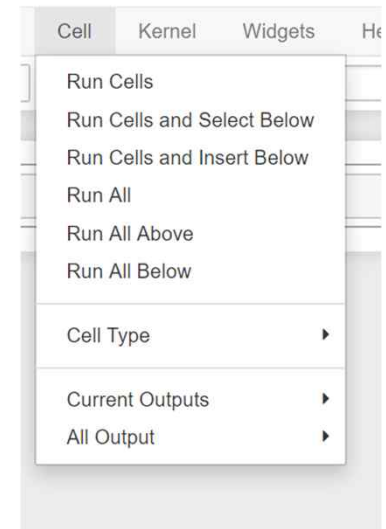 Cell Kernel Widgets He
Run Cells
Run Cells and Select Below
Run Cells and Insert Below
Run All
Run All Above
Run All Below
Cell Type
Current Outputs
All Output